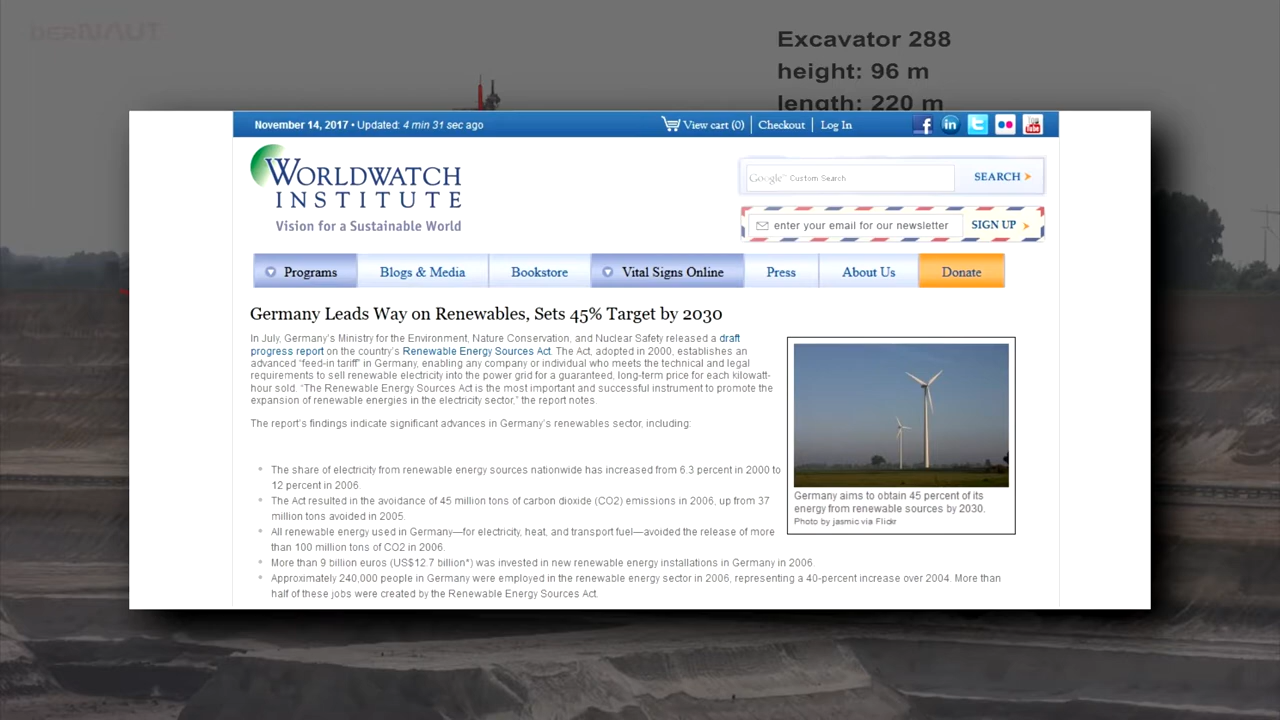 berNAUT
Excavator 288
height: 96 m
length: 220 m
November 14, 2017 • Updated: 4 min 31 sec ago
View cart (0) | Checkout | Log In
WORLDWATCH
INSTITUTE
Vision for a Sustainable World
Google™ Custom Search
SEARCH
enter your email for our newsletter
SIGN UP
Programs
Blogs & Media
Bookstore
Vital Signs Online
Press
About Us
Donate
Germany Leads Way on Renewables, Sets 45% Target by 2030
In July, Germany's Ministry for the Environment, Nature Conservation, and Nuclear Safety released a draft
progress report on the country's Renewable Energy Sources Act. The Act, adopted in 2000, establishes an
advanced "feed-in tariff" in Germany, enabling any company or individual who meets the technical and legal
requirements to sell renewable electricity into the power grid for a guaranteed, long-term price for each kilowatt-
hour sold. "The Renewable Energy Sources Act is the most important and successful instrument to promote the
expansion of renewable energies in the electricity sector," the report notes.
The report's findings indicate significant advances in Germany's renewables sector, including:
• The share of electricity from renewable energy sources nationwide has increased from 6.3 percent in 2000 to
12 percent in 2006.
• The Act resulted in the avoidance of 45 million tons of carbon dioxide (CO2) emissions in 2006, up from 37
million tons avoided in 2005.
• All renewable energy used in Germany—for electricity, heat, and transport fuel—avoided the release of more
than 100 million tons of CO2 in 2006.
• More than 9 billion euros (US$12.7 billion*) was invested in new renewable energy installations in Germany in 2006.
• Approximately 240,000 people in Germany were employed in the renewable energy sector in 2006, representing a 40-percent increase over 2004. More than
half of these jobs were created by the Renewable Energy Sources Act.
Germany aims to obtain 45 percent of its
energy from renewable sources by 2030.
Photo by jasmic via Flickr